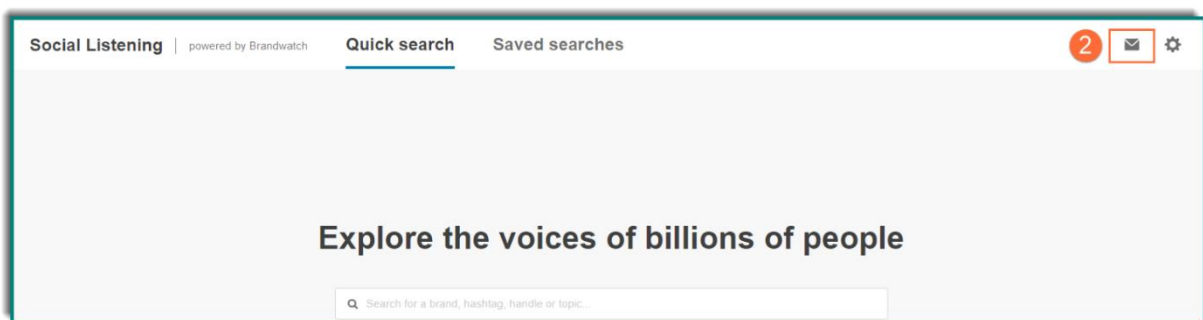 Social Listening | powered by Brandwatch Quick search Saved searches 2
Explore the voices of billions of people
Search for a brand, hashtag, handle or topic...